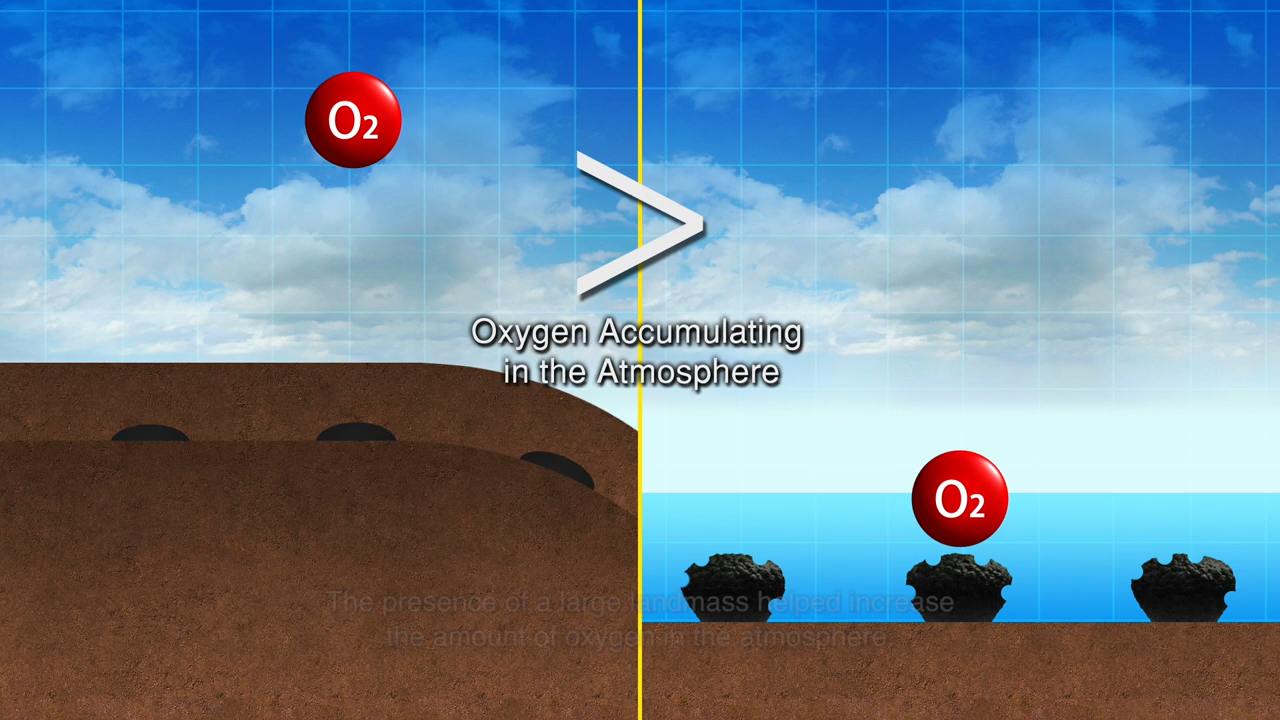 O₂
>
Oxygen Accumulating
in the Atmosphere
O₂
The presence of a large landmass helped increase
the amount of oxygen in the atmosphere.